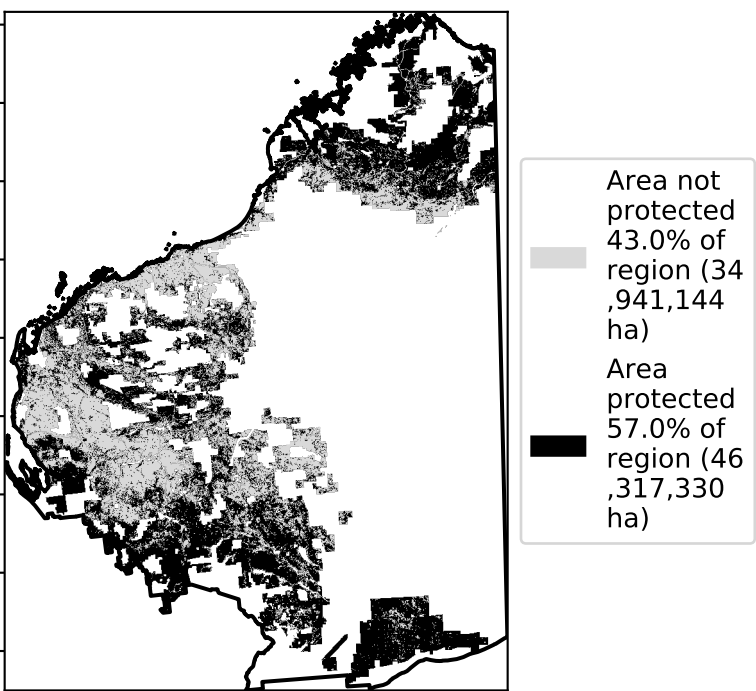 Area not
protected
43.0% of
region (34
,941,144
ha)
Area
protected
57.0% of
region (46
,317,330
ha)